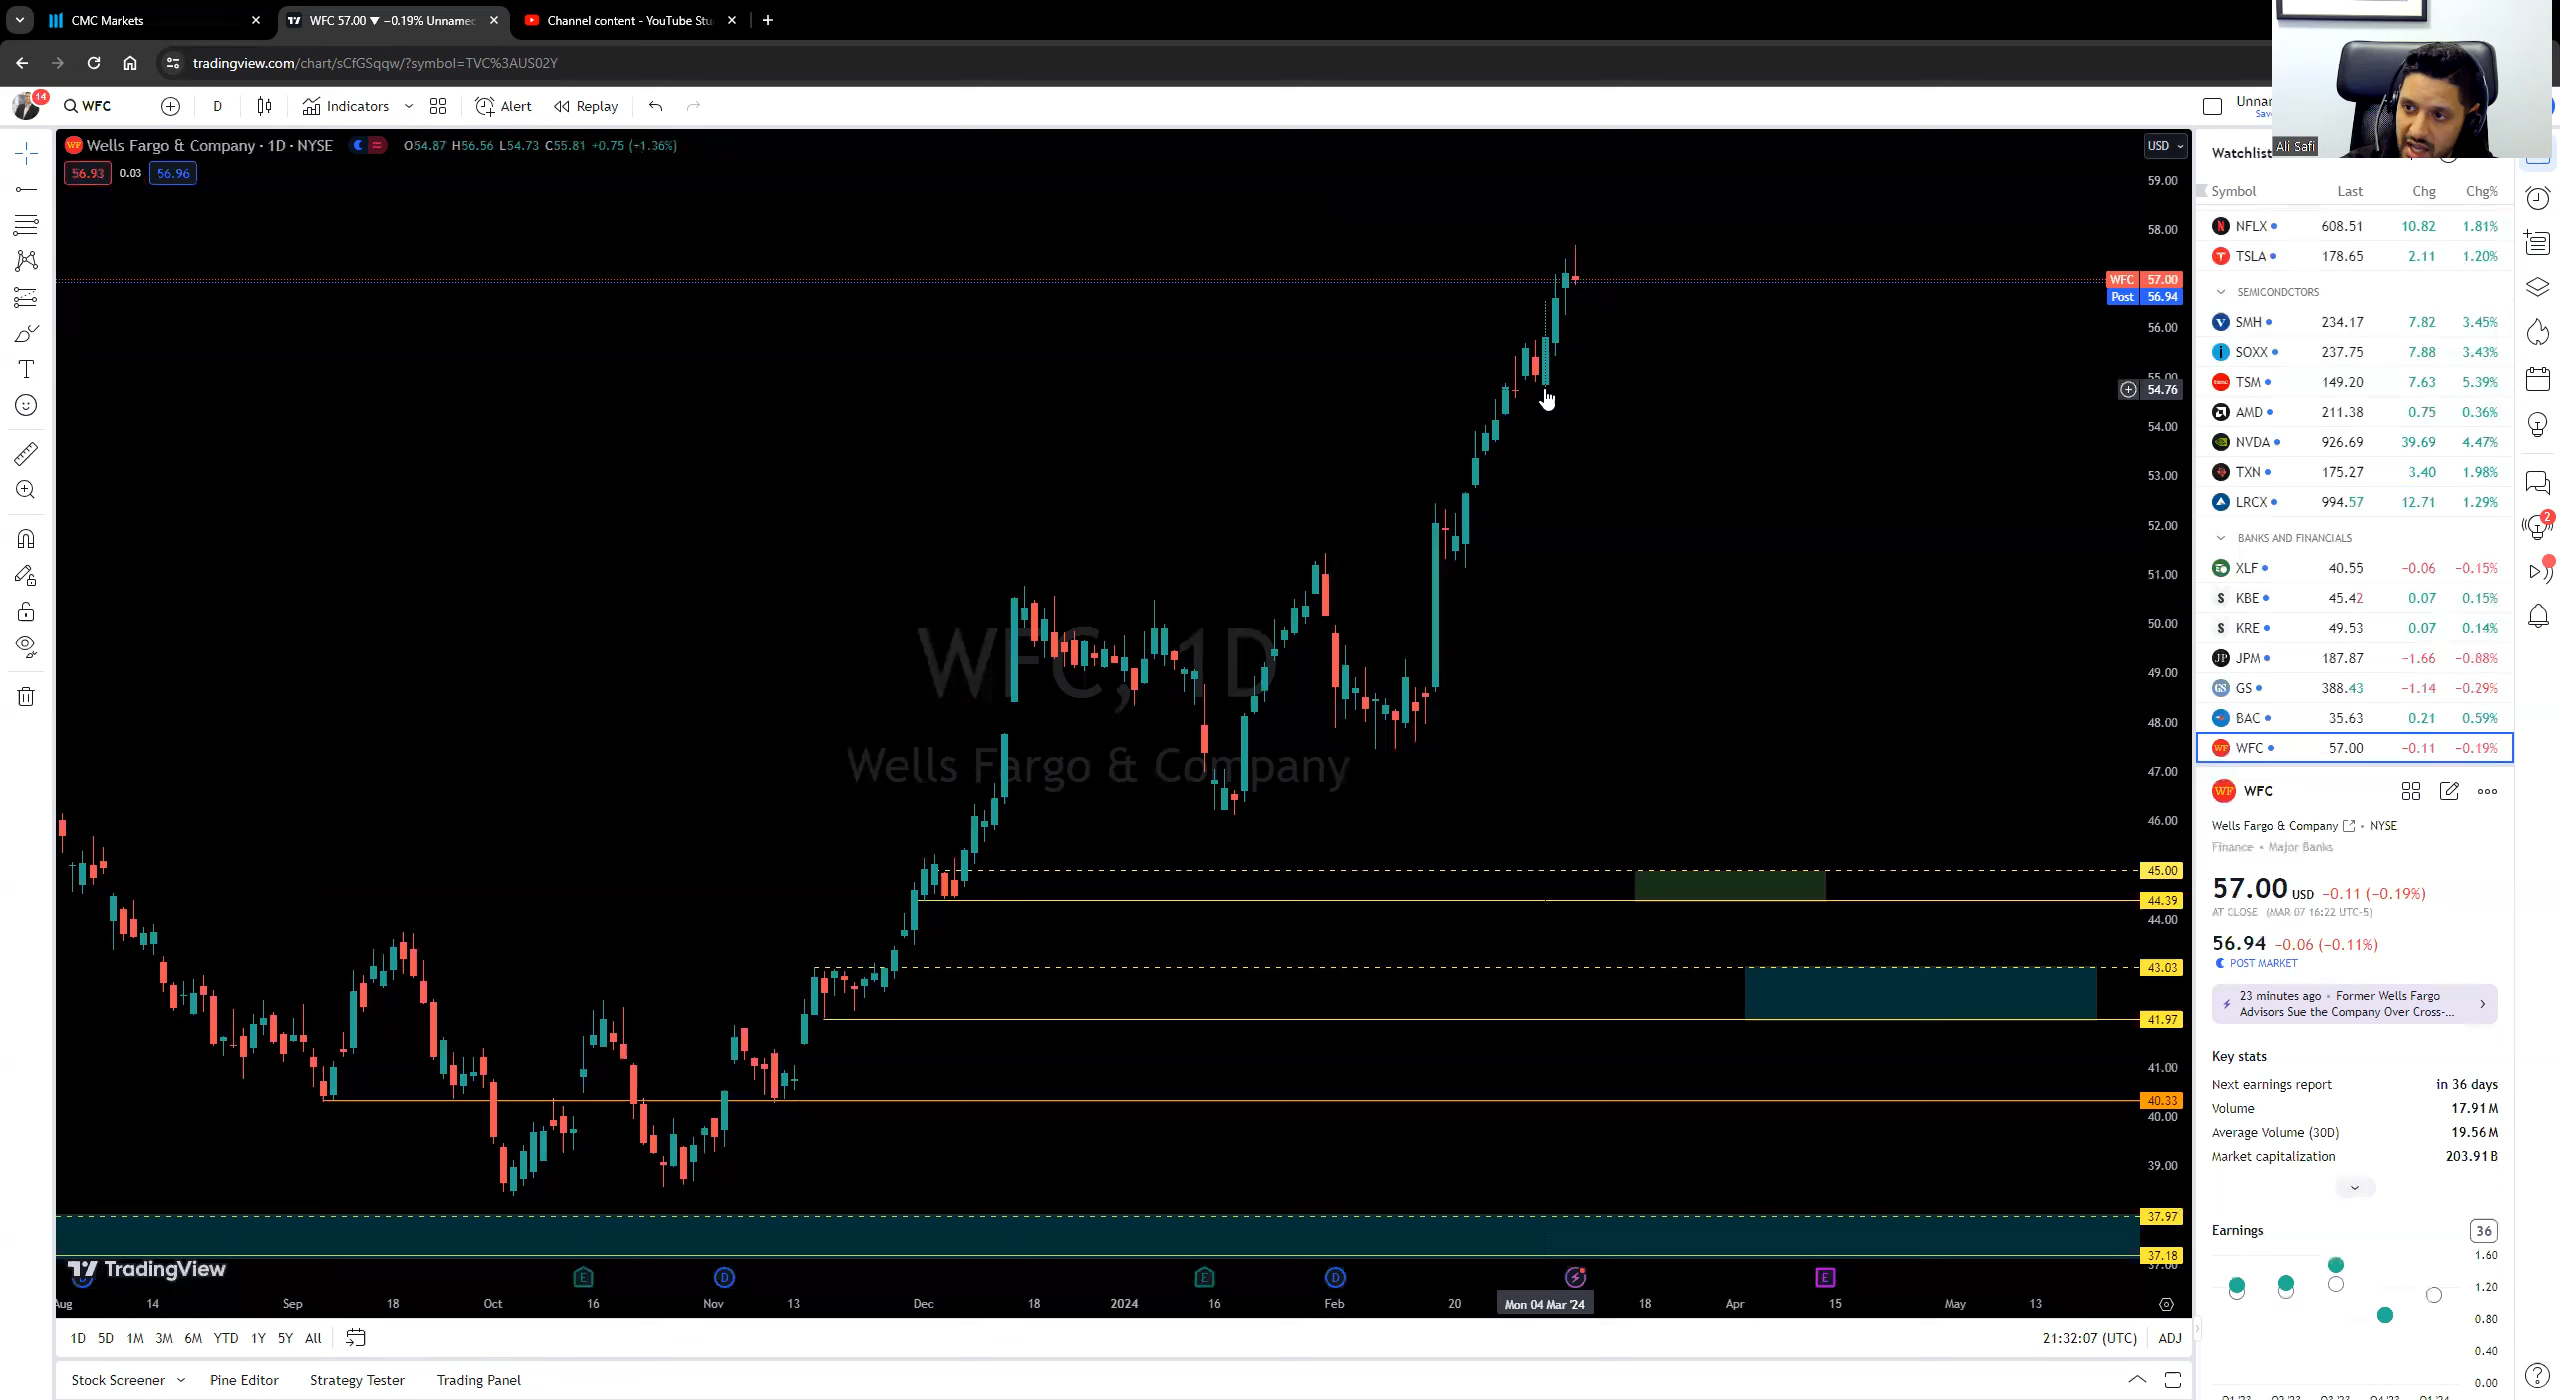 CMC Markets
WFC 57.00 ▼ −0.19% Unname
Channel content - YouTube Stu
tradingview.com/chart/sCfGSqqw/?symbol=TVC%3AUS02Y
14
WFC
D
Indicators
Alert
Replay
Unnar
Save
Ali Safi
Wells Fargo & Company · 1D · NYSE
O54.87 H56.56 L54.73 C55.81 +0.75 (+1.36%)
56.93
0.03
56.96
USD
59.00
58.00
WFC 57.00
Post 56.94
56.00
55.00
54.76
54.00
53.00
52.00
51.00
50.00
49.00
48.00
47.00
46.00
45.00
44.39
44.00
43.03
41.97
41.00
40.33
40.00
39.00
37.97
37.18
37.00
WFC, 1D
Wells Fargo & Company
TradingView
E
D
E
D
E
Aug
14
Sep
18
Oct
16
Nov
13
Dec
18
2024
16
Feb
20
Mon 04 Mar '24
18
Apr
15
May
13
1D 5D 1M 3M 6M YTD 1Y 5Y All
21:32:07 (UTC)
ADJ
Stock Screener
Pine Editor
Strategy Tester
Trading Panel
Watchlist
Symbol Last Chg Chg%
NFLX 608.51 10.82 1.81%
TSLA 178.65 2.11 1.20%
SEMICONDCTORS
SMH 234.17 7.82 3.45%
SOXX 237.75 7.88 3.43%
TSM 149.20 7.63 5.39%
AMD 211.38 0.75 0.36%
NVDA 926.69 39.69 4.47%
TXN 175.27 3.40 1.98%
LRCX 994.57 12.71 1.29%
BANKS AND FINANCIALS
XLF 40.55 −0.06 −0.15%
KBE 45.42 0.07 0.15%
KRE 49.53 0.07 0.14%
JPM 187.87 −1.66 −0.88%
GS 388.43 −1.14 −0.29%
BAC 35.63 0.21 0.59%
WFC 57.00 −0.11 −0.19%
WFC
Wells Fargo & Company • NYSE
Finance • Major Banks
57.00 USD −0.11 (−0.19%)
AT CLOSE (MAR 07 16:22 UTC-5)
56.94 −0.06 (−0.11%)
POST MARKET
23 minutes ago • Former Wells Fargo
Advisors Sue the Company Over Cross-...
Key stats
Next earnings report in 36 days
Volume 17.91M
Average Volume (30D) 19.56M
Market capitalization 203.91B
Earnings
36
1.60
1.20
0.80
0.40
0.00
2